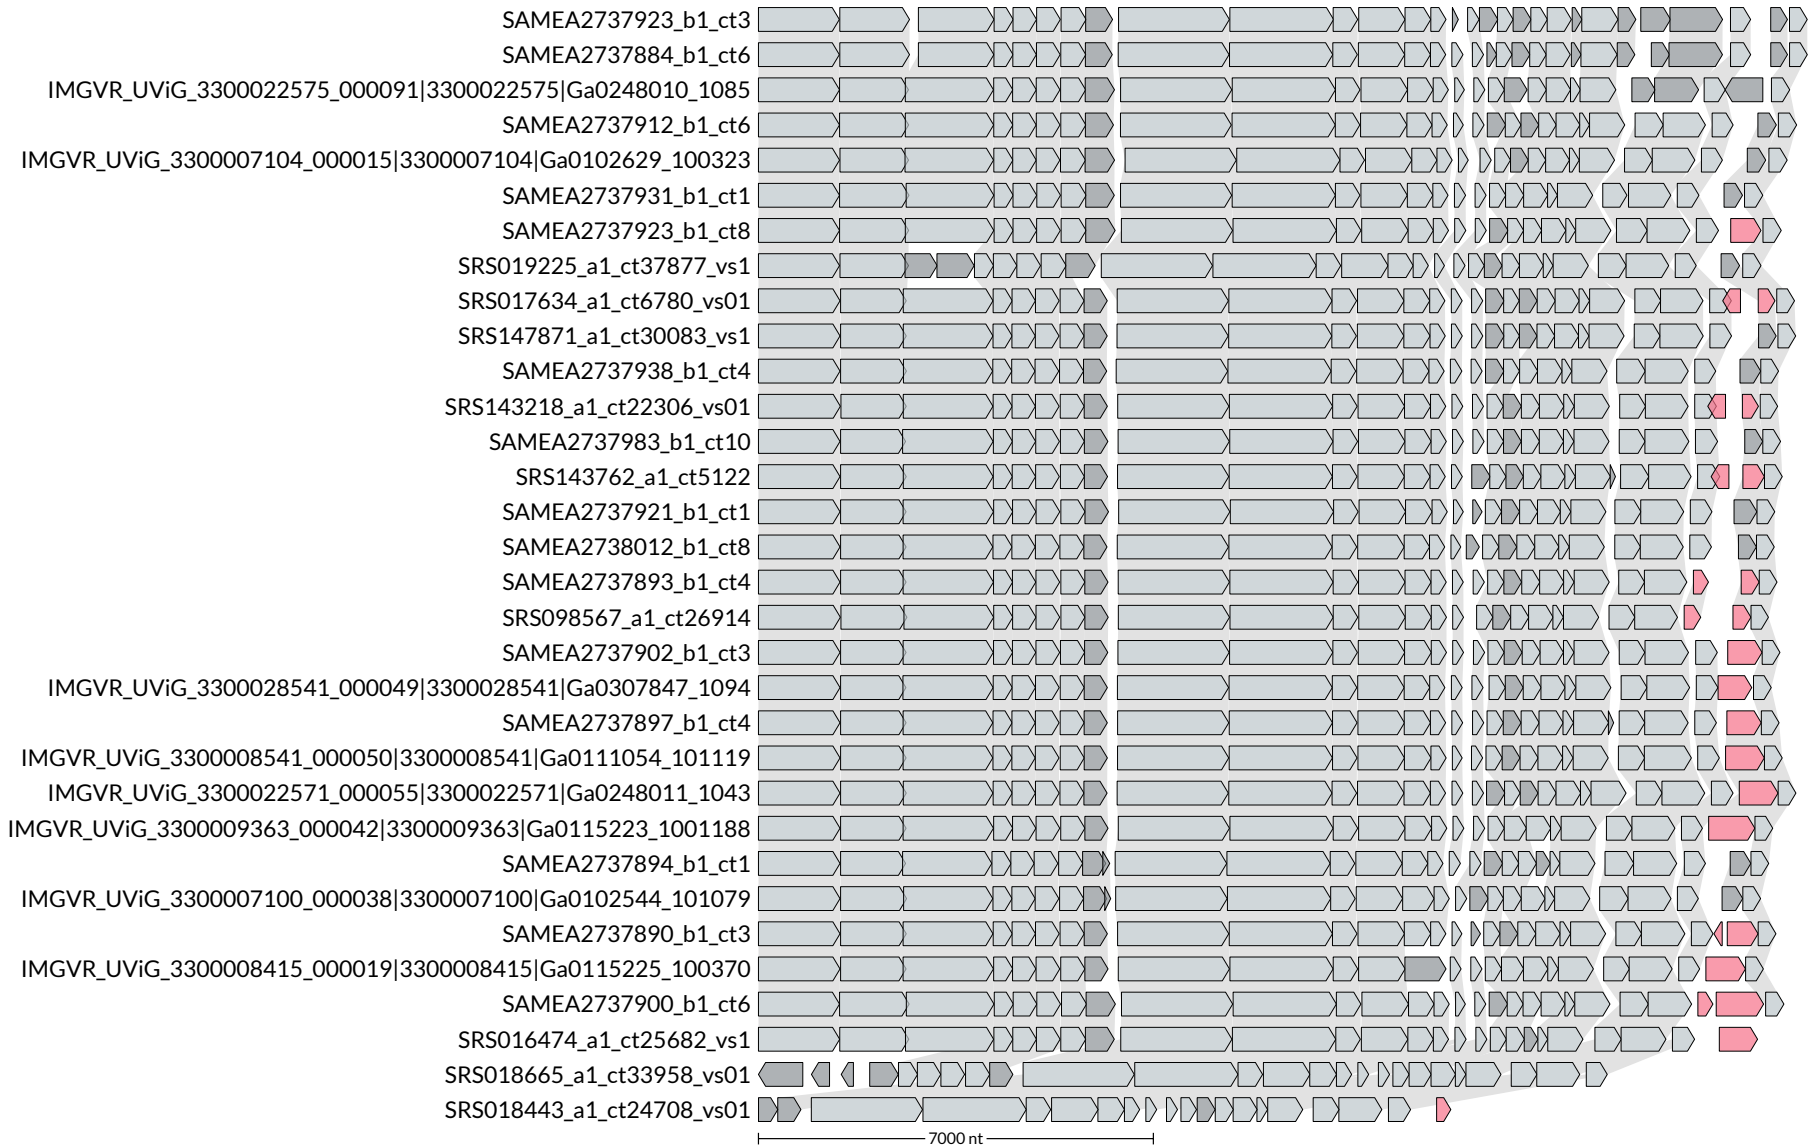 SAMEA2737923_b1_ct3
SAMEA2737884_b1_ct6
IMGVR_UViG_3300022575_000091|3300022575|Ga0248010_1085
SAMEA2737912_b1_ct6
IMGVR_UViG_3300007104_000015|3300007104|Ga0102629_100323
SAMEA2737931_b1_ct1
SAMEA2737923_b1_ct8
SRS019225_a1_ct37877_vs1
SRS017634_a1_ct6780_vs01
SRS147871_a1_ct30083_vs1
SAMEA2737938_b1_ct4
SRS143218_a1_ct22306_vs01
SAMEA2737983_b1_ct10
SRS143762_a1_ct5122
SAMEA2737921_b1_ct1
SAMEA2738012_b1_ct8
SAMEA2737893_b1_ct4
SRS098567_a1_ct26914
SAMEA2737902_b1_ct3
IMGVR_UViG_3300028541_000049|3300028541|Ga0307847_1094
SAMEA2737897_b1_ct4
IMGVR_UViG_3300008541_000050|3300008541|Ga0111054_101119
IMGVR_UViG_3300022571_000055|3300022571|Ga0248011_1043
IMGVR_UViG_3300009363_000042|3300009363|Ga0115223_1001188
SAMEA2737894_b1_ct1
IMGVR_UViG_3300007100_000038|3300007100|Ga0102544_101079
SAMEA2737890_b1_ct3
IMGVR_UViG_3300008415_000019|3300008415|Ga0115225_100370
SAMEA2737900_b1_ct6
SRS016474_a1_ct25682_vs1
SRS018665_a1_ct33958_vs01
SRS018443_a1_ct24708_vs01
7000 nt